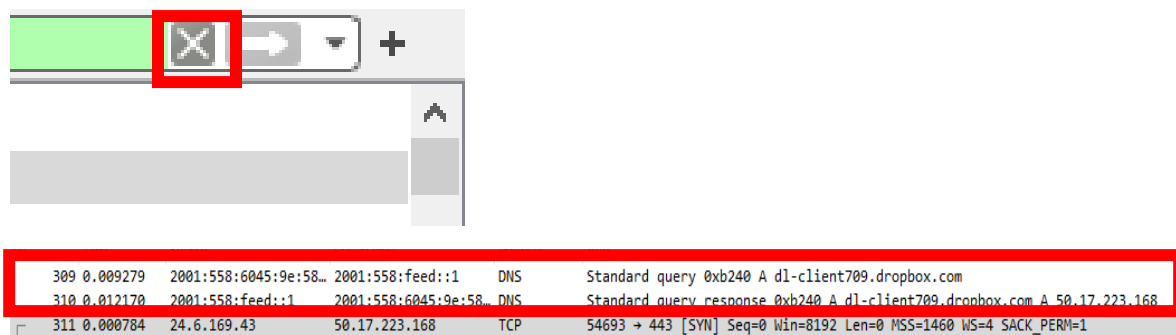 309 0.009279 2001:558:6045:9e:58… 2001:558:feed::1 DNS Standard query 0xb240 A dl-client709.dropbox.com
310 0.012170 2001:558:feed::1 2001:558:6045:9e:58… DNS Standard query response 0xb240 A dl-client709.dropbox.com A 50.17.223.168
311 0.000784 24.6.169.43 50.17.223.168 TCP 54693 → 443 [SYN] Seq=0 Win=8192 Len=0 MSS=1460 WS=4 SACK_PERM=1